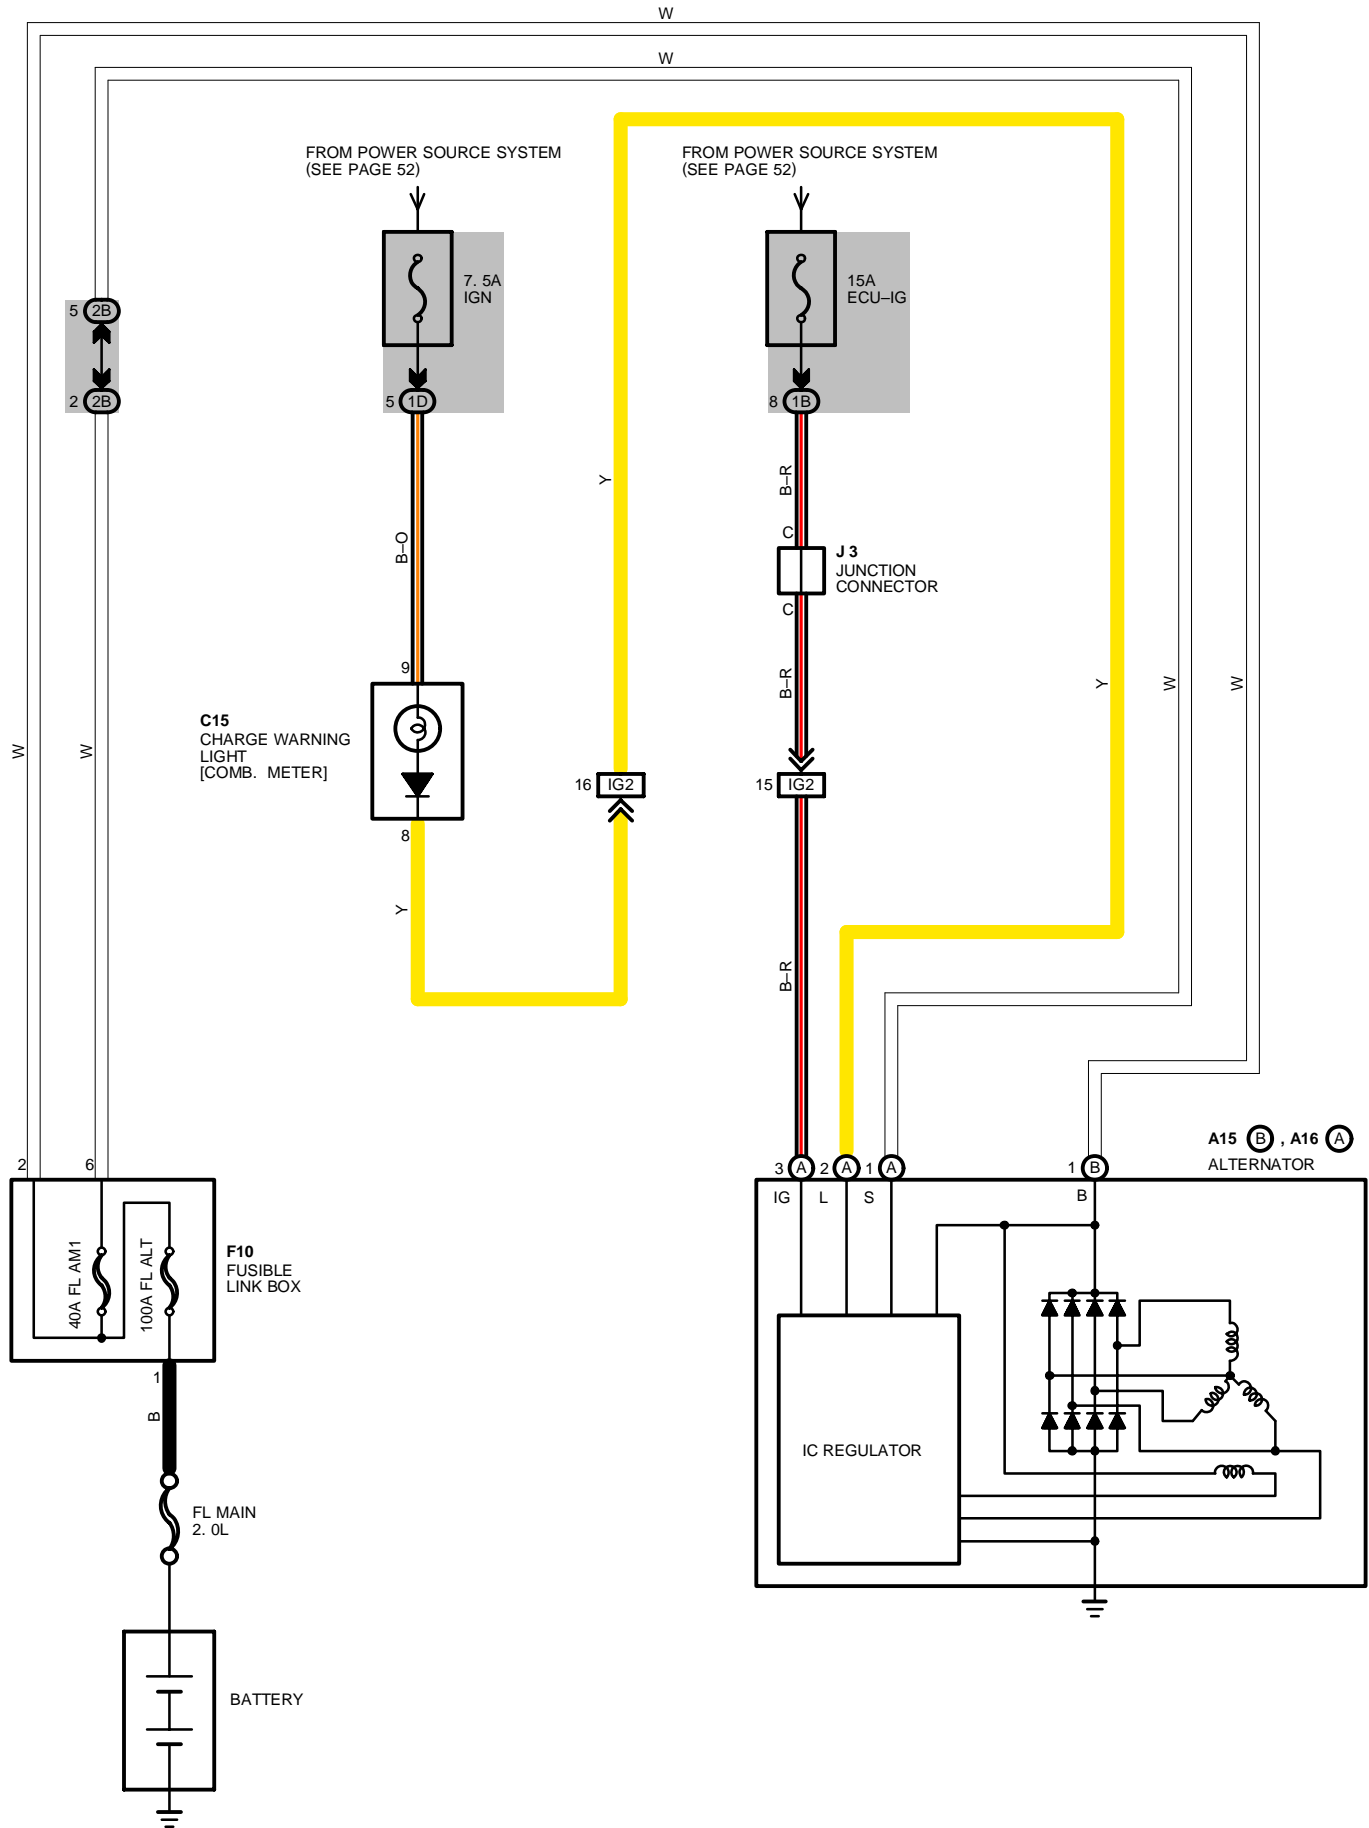 W
W
FROM POWER SOURCE SYSTEM
(SEE PAGE 52)
FROM POWER SOURCE SYSTEM
(SEE PAGE 52)
7. 5A
IGN
15A
ECU–IG
5 2B
2 2B
5 1D
8 1B
Y
B–R
B–O
C
J 3
JUNCTION
CONNECTOR
C
9
B–R
Y
W
W
C15
CHARGE WARNING
LIGHT
[COMB. METER]
W
W
16 IG2
15 IG2
8
Y
B–R
A15 B , A16 A
ALTERNATOR
2
6
3 A
2 A
1 A
1 B
IG
L
S
B
40A FL AM1
100A FL ALT
F10
FUSIBLE
LINK BOX
1
B
IC REGULATOR
FL MAIN
2. 0L
BATTERY